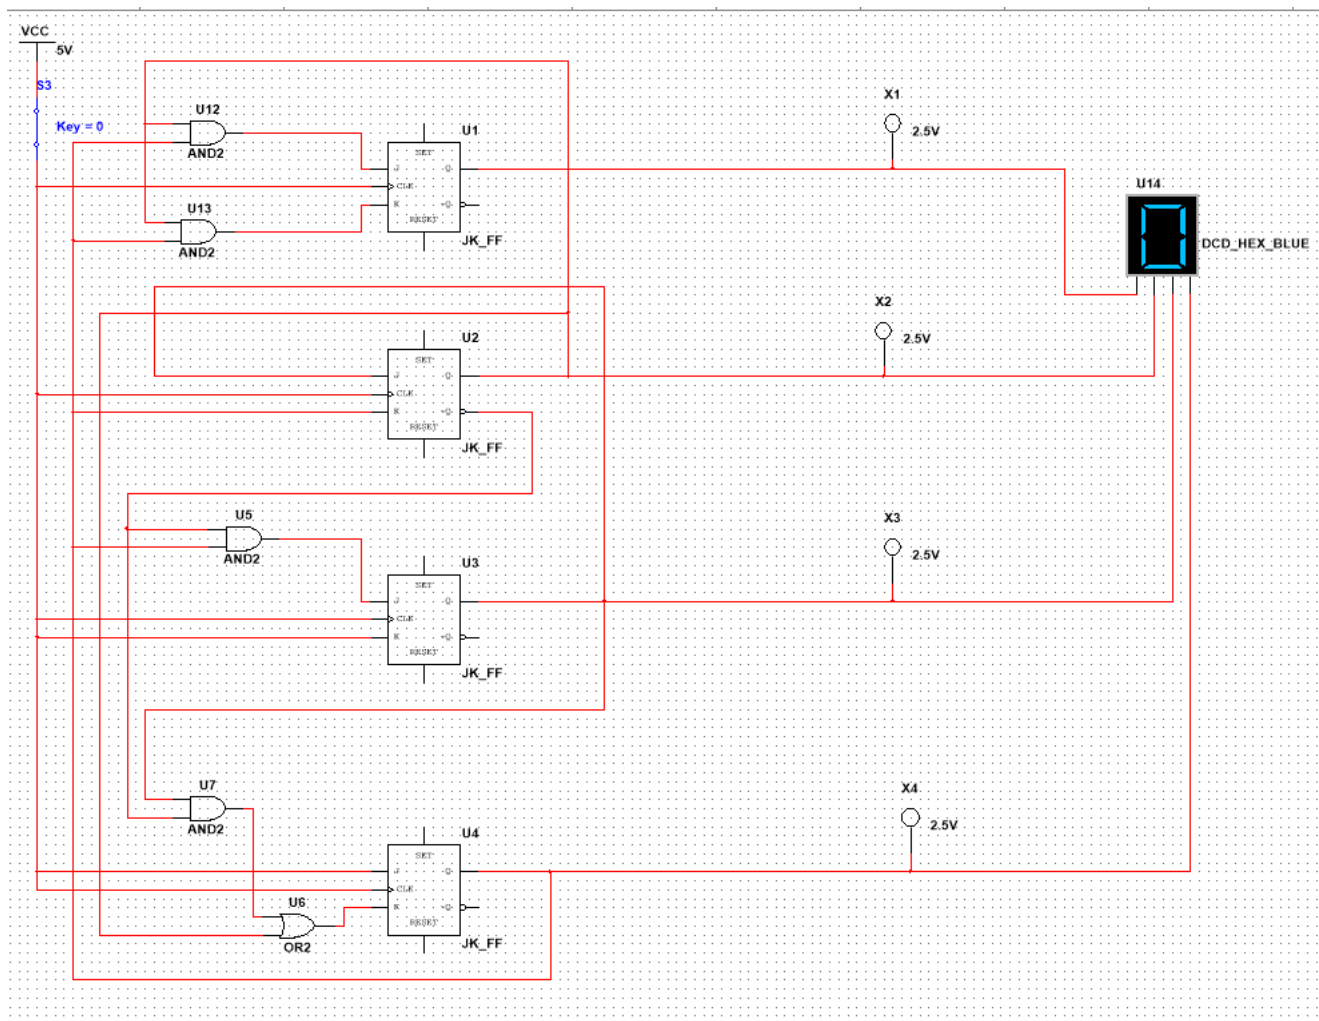 VCC
5V
S3
Key = 0
U12
AND2
U13
AND2
U1
SET
J
Q
CLK
K
~Q
RESET
JK_FF
X1
2.5V
U14
DCD_HEX_BLUE
X2
2.5V
U2
SET
J
Q
CLK
K
~Q
RESET
JK_FF
U5
AND2
X3
2.5V
U3
SET
J
Q
CLK
K
~Q
RESET
JK_FF
U7
AND2
X4
2.5V
U4
SET
J
Q
CLK
K
~Q
RESET
JK_FF
U6
OR2